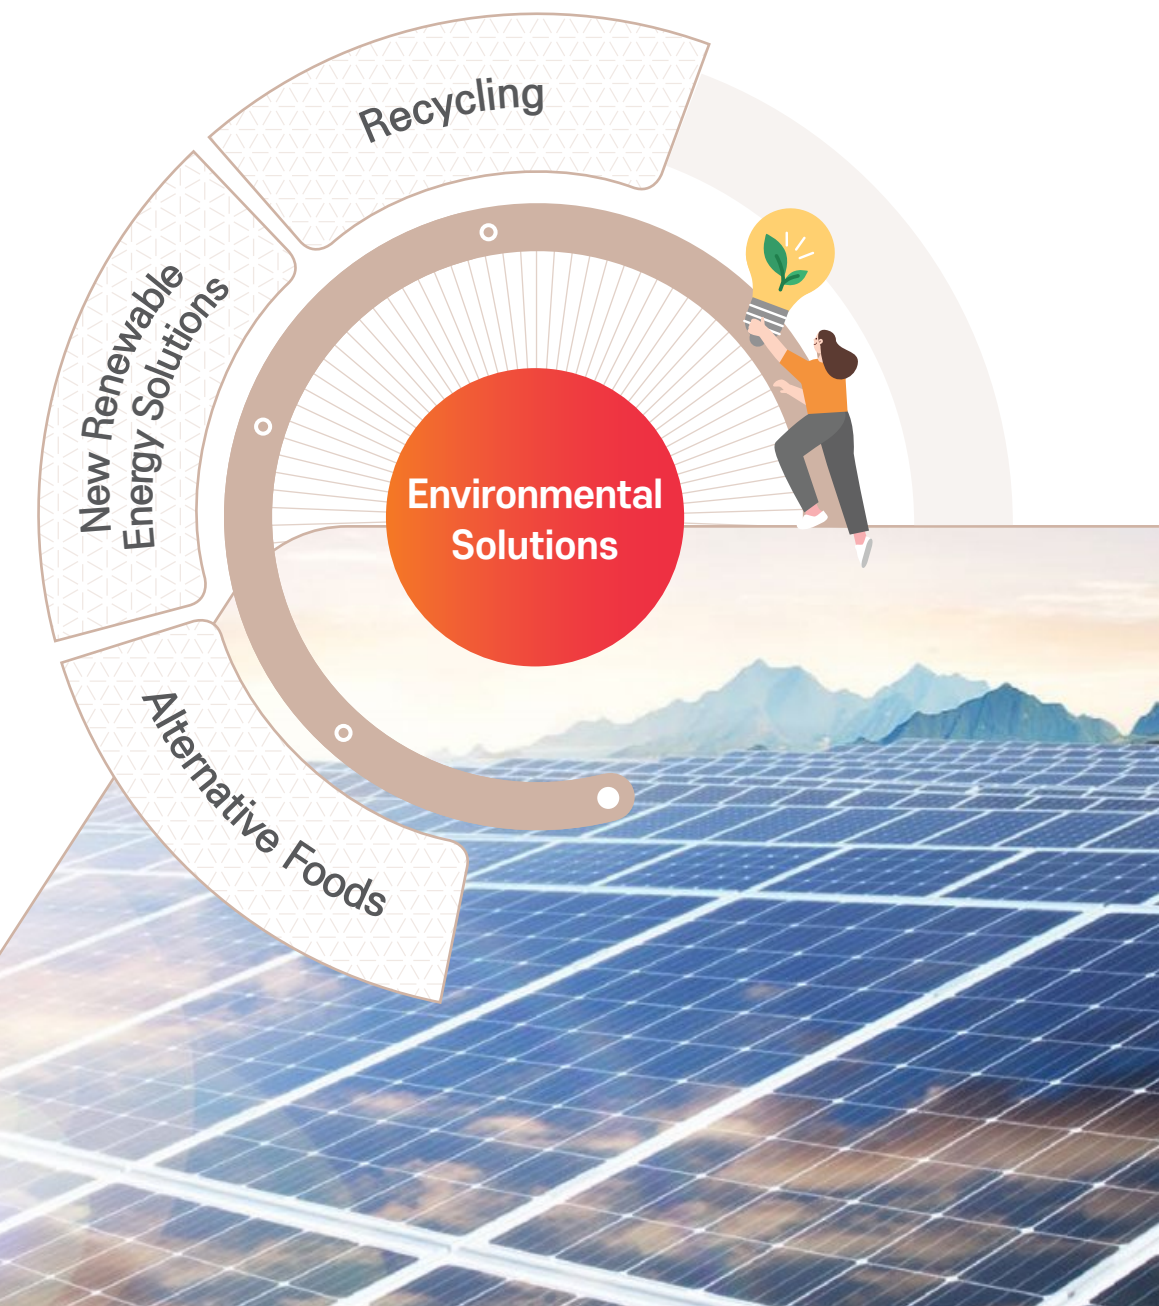 Recycling
New Renewable
Energy Solutions
Environmental
Solutions
Alternative Foods